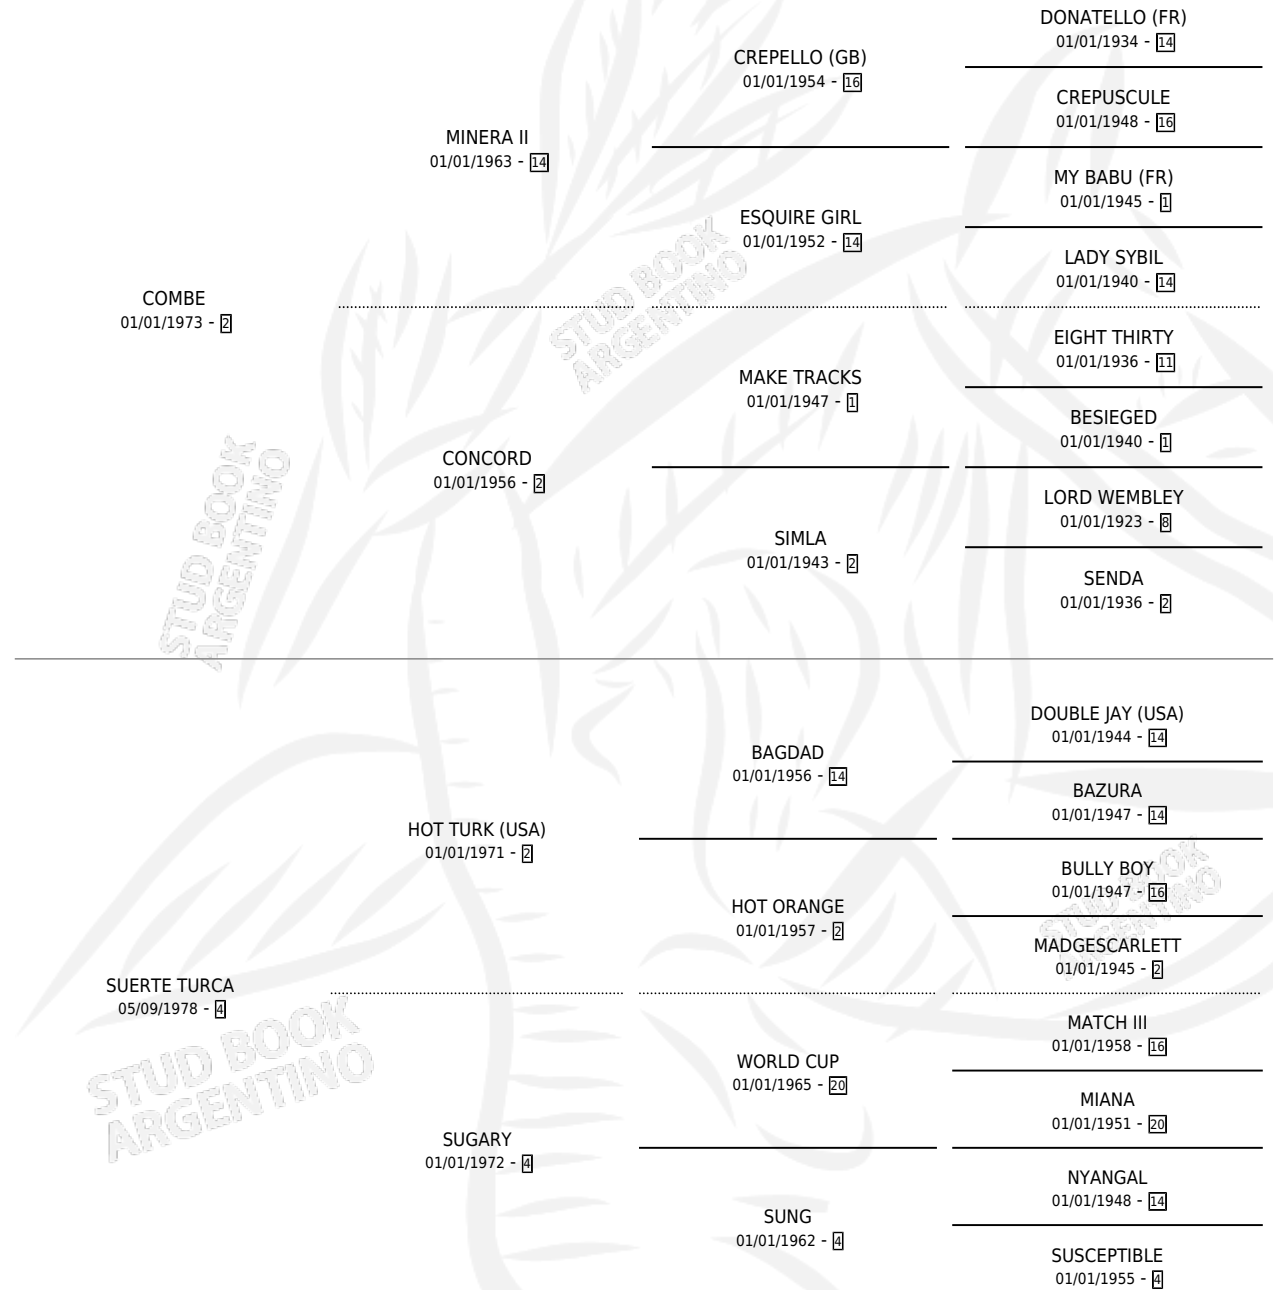 DONATELLO (FR)
01/01/1934 - 14
CREPELLO (GB)
01/01/1954 - 16
CREPUSCULE
01/01/1948 - 16
MINERA II
01/01/1963 - 14
MY BABU (FR)
01/01/1945 - 1
ESQUIRE GIRL
01/01/1952 - 14
LADY SYBIL
01/01/1940 - 14
COMBE
01/01/1973 - 2
EIGHT THIRTY
01/01/1936 - 11
MAKE TRACKS
01/01/1947 - 1
BESIEGED
01/01/1940 - 1
CONCORD
01/01/1956 - 2
LORD WEMBLEY
01/01/1923 - 8
SIMLA
01/01/1943 - 2
SENDA
01/01/1936 - 2
STUD BOOK
ARGENTINO
STUD BOOK
ARGENTINO
DOUBLE JAY (USA)
01/01/1944 - 14
BAGDAD
01/01/1956 - 14
BAZURA
01/01/1947 - 14
HOT TURK (USA)
01/01/1971 - 2
BULLY BOY
01/01/1947 - 16
HOT ORANGE
01/01/1957 - 2
MADGESCARLETT
01/01/1945 - 2
SUERTE TURCA
05/09/1978 - 4
MATCH III
01/01/1958 - 16
WORLD CUP
01/01/1965 - 20
MIANA
01/01/1951 - 20
SUGARY
01/01/1972 - 4
NYANGAL
01/01/1948 - 14
SUNG
01/01/1962 - 4
SUSCEPTIBLE
01/01/1955 - 4
STUD BOOK
ARGENTINO
STUD BOOK
ARGENTINO